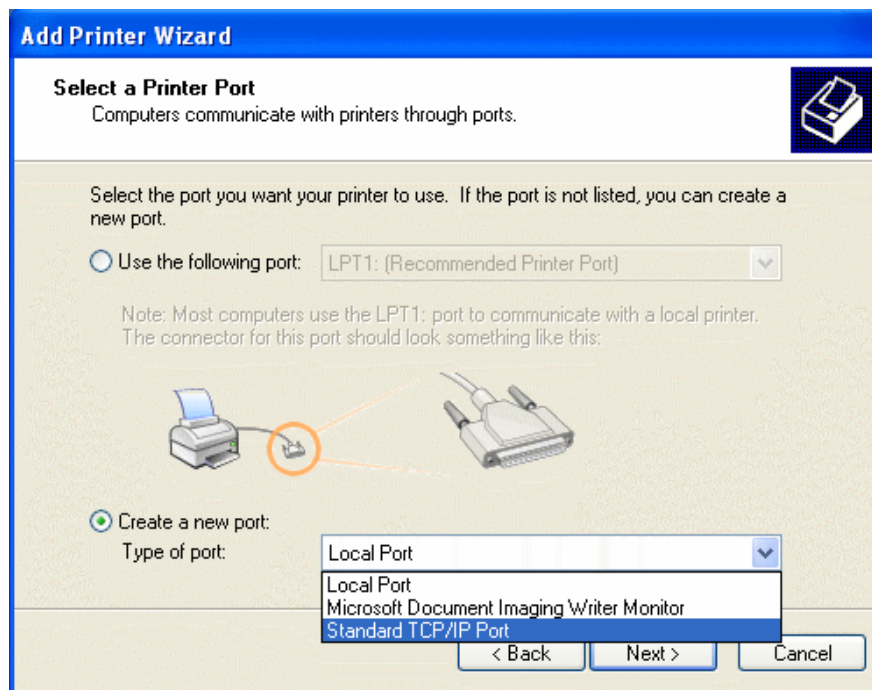 Add Printer Wizard
Select a Printer Port
Computers communicate with printers through ports.
Select the port you want your printer to use. If the port is not listed, you can create a
new port.
Use the following port: LPT1: (Recommended Printer Port)
Note: Most computers use the LPT1: port to communicate with a local printer.
The connector for this port should look something like this:
Create a new port:
Type of port: Local Port
Local Port
Microsoft Document Imaging Writer Monitor
Standard TCP/IP Port
< Back Next > Cancel